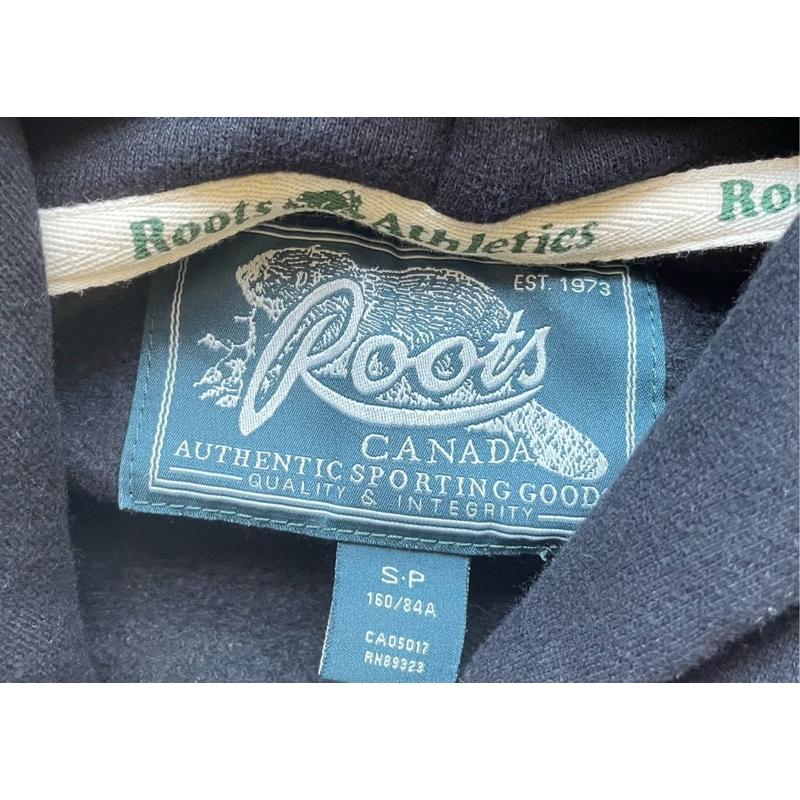 Roots Athletics Ro
EST. 1973
Roots
CANADA
AUTHENTIC SPORTING GOOD
QUALITY & INTEGRITY
S·P
160/84A
CA05017
RN89323